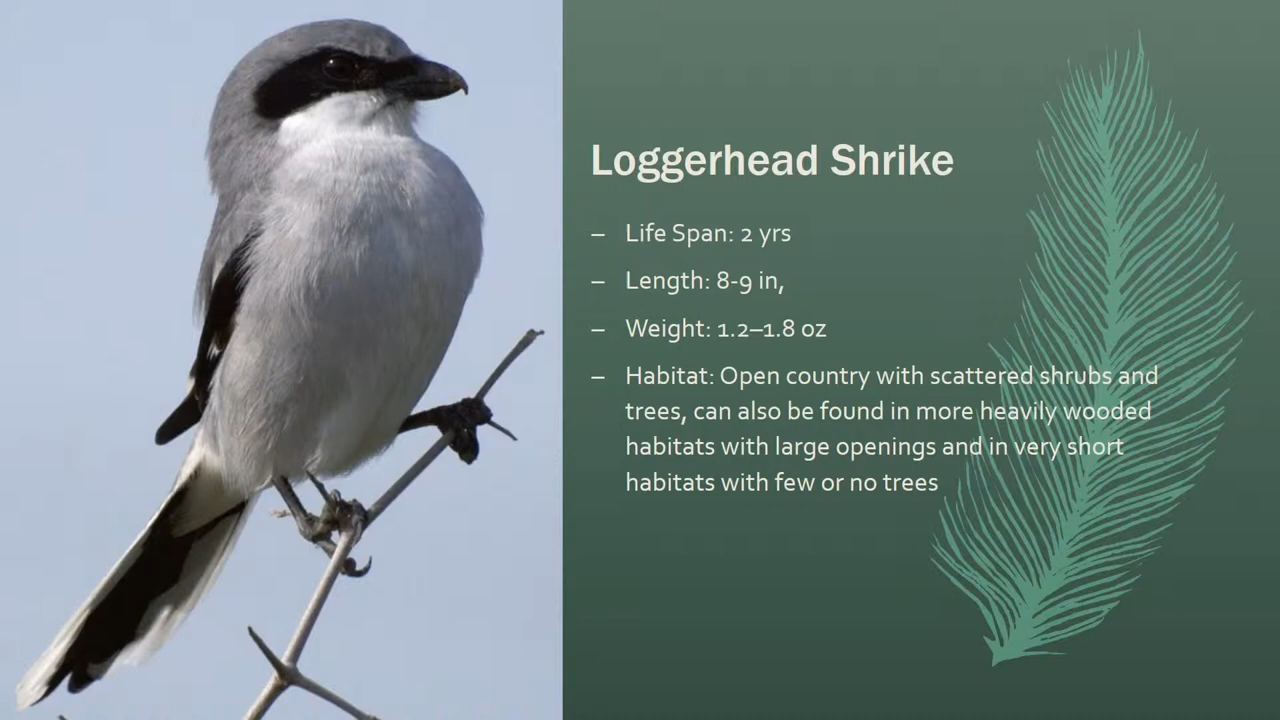 Loggerhead Shrike
– Life Span: 2 yrs
– Length: 8-9 in,
– Weight: 1.2–1.8 oz
– Habitat: Open country with scattered shrubs and
trees, can also be found in more heavily wooded
habitats with large openings and in very short
habitats with few or no trees